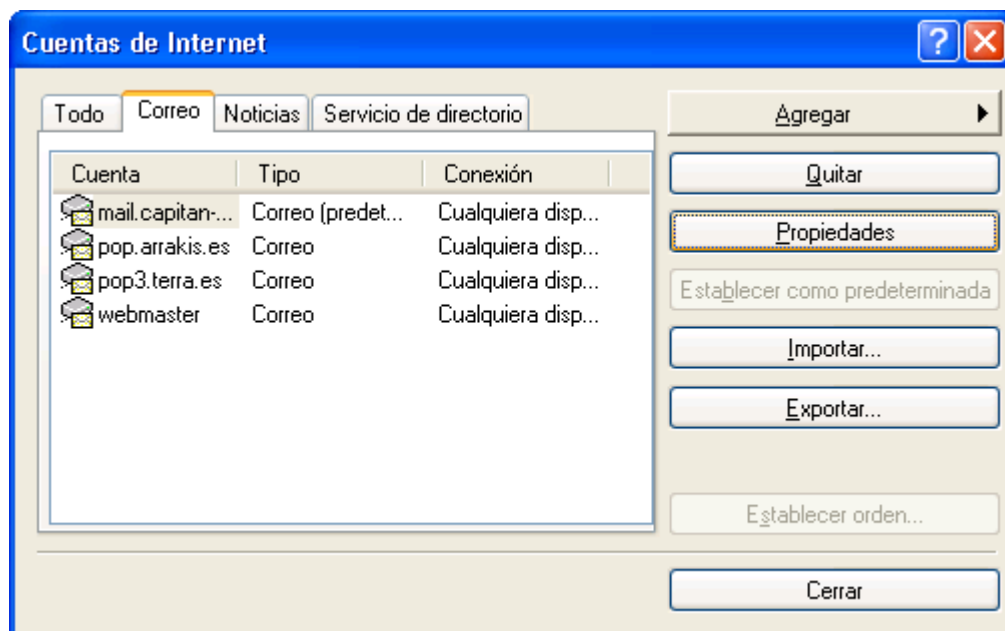 Cuentas de Internet
Todo Correo Noticias Servicio de directorio
Cuenta Tipo Conexión
mail.capitan-... Correo (predet... Cualquiera disp...
pop.arrakis.es Correo Cualquiera disp...
pop3.terra.es Correo Cualquiera disp...
webmaster Correo Cualquiera disp...
Agregar
Quitar
Propiedades
Establecer como predeterminada
Importar...
Exportar...
Establecer orden...
Cerrar